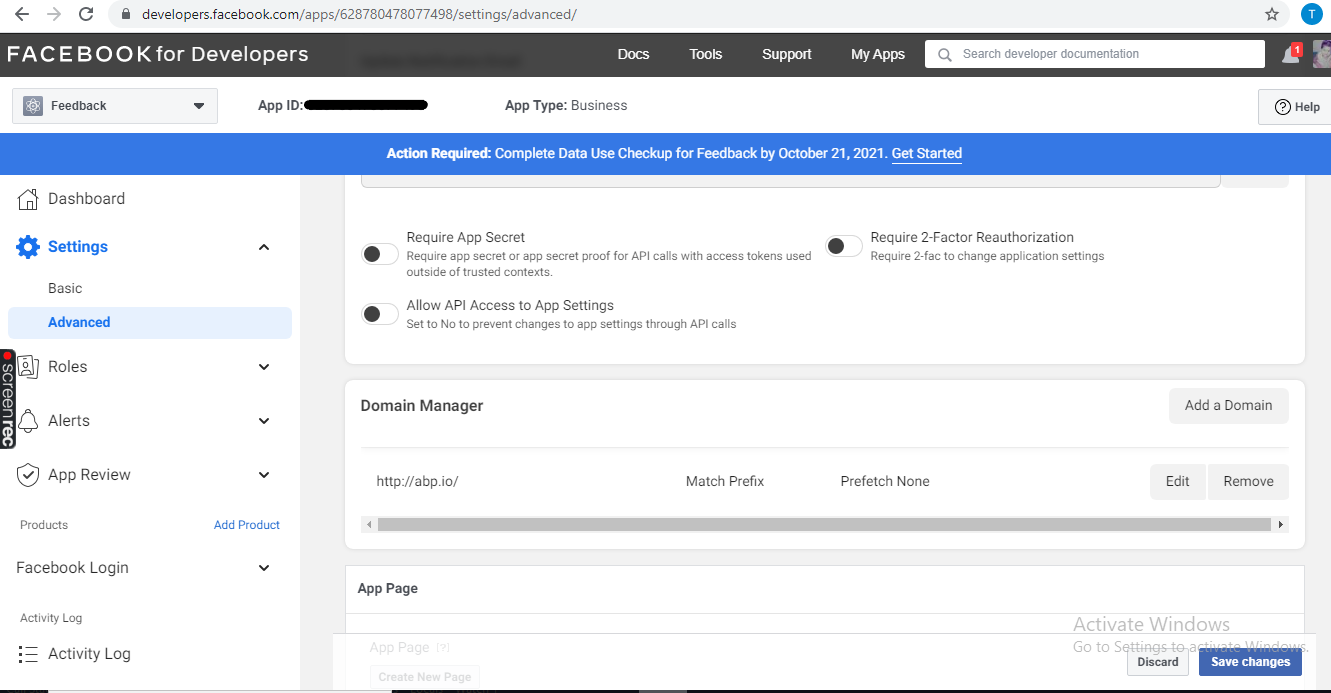 developers.facebook.com/apps/628780478077498/settings/advanced/
T
FACEBOOK for Developers
Docs
Tools
Support
My Apps
Search developer documentation
1
Feedback
App ID:
App Type: Business
Help
Action Required: Complete Data Use Checkup for Feedback by October 21, 2021. Get Started
Dashboard
Settings
Basic
Advanced
Roles
Alerts
App Review
Products
Add Product
Facebook Login
Activity Log
Activity Log
screenrec
Require App Secret
Require app secret or app secret proof for API calls with access tokens used
outside of trusted contexts.
Require 2-Factor Reauthorization
Require 2-fac to change application settings
Allow API Access to App Settings
Set to No to prevent changes to app settings through API calls
Domain Manager
Add a Domain
http://abp.io/
Match Prefix
Prefetch None
Edit
Remove
App Page
App Page [?]
Create New Page
Activate Windows
Go to Settings to activate Windows.
Discard
Save changes